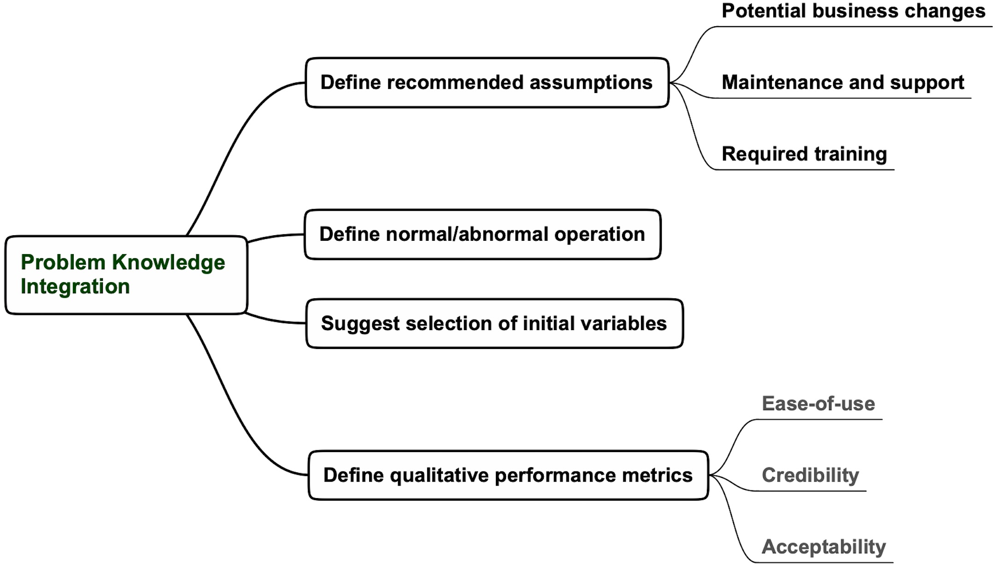 Potential business changes
Define recommended assumptions
Maintenance and support
Required training
Define normal/abnormal operation
Problem Knowledge
Integration
Suggest selection of initial variables
Ease-of-use
Define qualitative performance metrics
Credibility
Acceptability